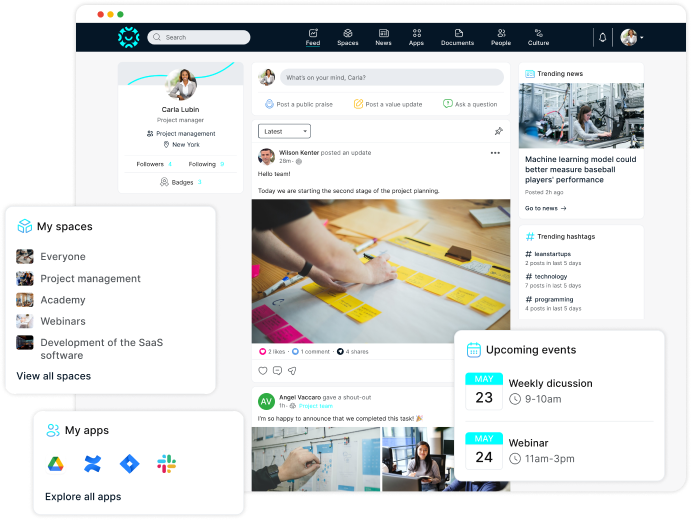 Search
Feed
Spaces
News
Apps
Documents
People
Culture
Carla Lubin
Project manager
Project management
New York
Followers 4
Following 8
Badges 3
What's on your mind, Carla?
Post a public praise
Post a value update
Ask a question
Latest
Wilson Kenter posted an update
28m·
Hello team!
Today we are starting the second stage of the project planning.
2 likes · 1 comment · 4 shares
AV
Angel Vaccaro gave a shout-out
1h · Project team
I'm so happy to announce that we completed this task! 🎉
Trending news
Machine learning model could
better measure baseball
players' performance
Posted 2h ago
Go to news →
Trending hashtags
# leanstartups
2 posts in last 5 days
# technology
7 posts in last 5 days
# programming
4 posts in last 5 days
My spaces
Everyone
Project management
Academy
Webinars
Development of the SaaS
software
View all spaces
My apps
Explore all apps
Upcoming events
MAY
23
Weekly dicussion
9-10am
MAY
24
Webinar
11am-3pm